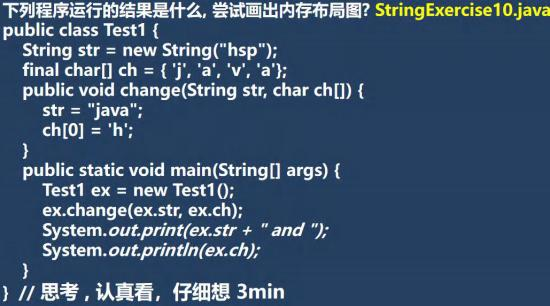 下列程序运行的结果是什么, 尝试画出内存布局图? StringExercise10.java
public class Test1 {
String str = new String("hsp");
final char[] ch = { 'j', 'a', 'v', 'a'};
public void change(String str, char ch[]) {
str = "java";
ch[0] = 'h';
}
public static void main(String[] args) {
Test1 ex = new Test1();
ex.change(ex.str, ex.ch);
System.out.print(ex.str + " and ");
System.out.println(ex.ch);
}
} // 思考，认真看，仔细想 3min